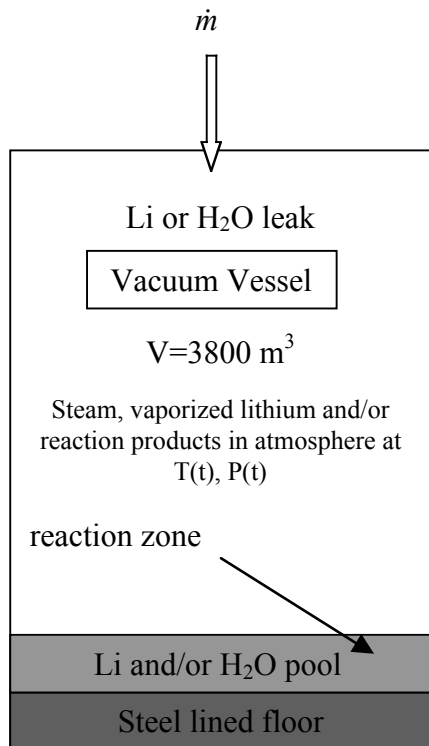 ṁ
Li or H₂O leak
Vacuum Vessel
V=3800 m³
Steam, vaporized lithium and/or
reaction products in atmosphere at
T(t), P(t)
reaction zone
Li and/or H₂O pool
Steel lined floor